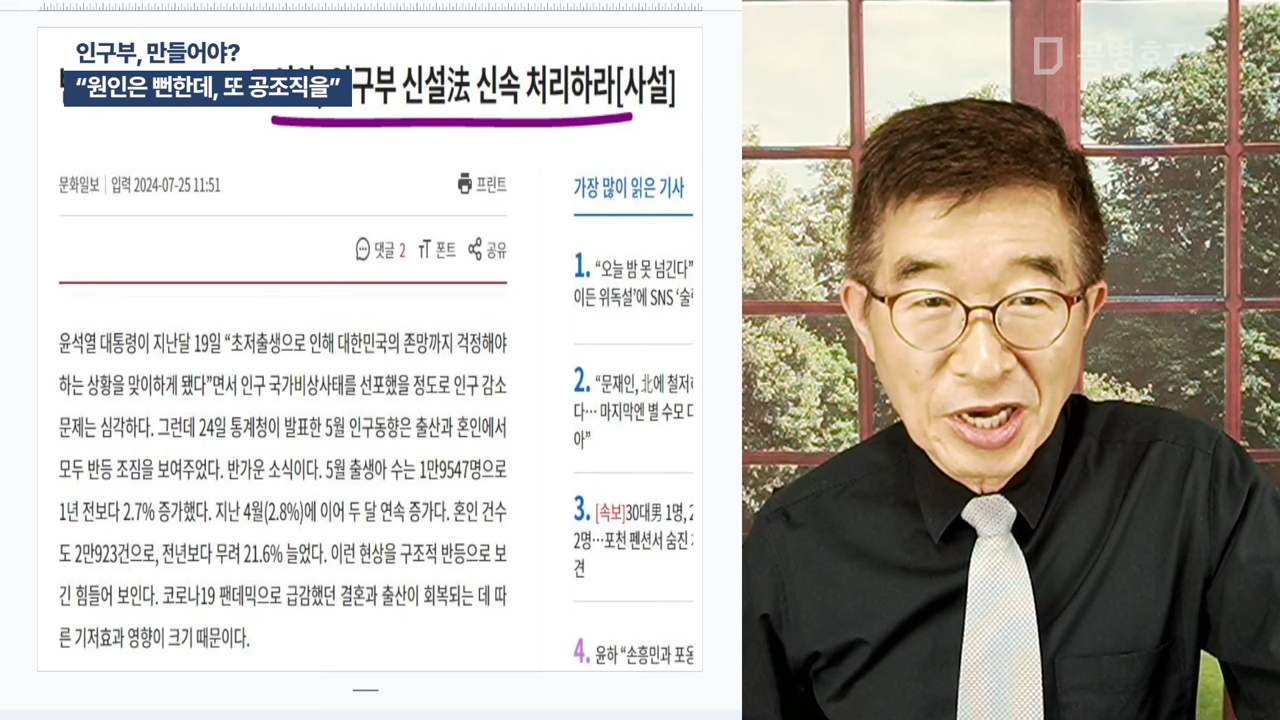 인구부, 만들어야?
“원인은 뻔한데, 또 공조직을”
구부 신설法 신속 처리하라[사설]
문화일보 | 입력 2024-07-25 11:51
프린트
댓글 2 폰트 공유
윤석열 대통령이 지난달 19일 “초저출생으로 인해 대한민국의 존망까지 걱정해야
하는 상황을 맞이하게 됐다”면서 인구 국가비상사태를 선포했을 정도로 인구 감소
문제는 심각하다. 그런데 24일 통계청이 발표한 5월 인구동향은 출산과 혼인에서
모두 반등 조짐을 보여주었다. 반가운 소식이다. 5월 출생아 수는 1만9547명으로
1년 전보다 2.7% 증가했다. 지난 4월(2.8%)에 이어 두 달 연속 증가다. 혼인 건수
도 2만923건으로, 전년보다 무려 21.6% 늘었다. 이런 현상을 구조적 반등으로 보
긴 힘들어 보인다. 코로나19 팬데믹으로 급감했던 결혼과 출산이 회복되는 데 따
른 기저효과 영향이 크기 때문이다.
가장 많이 읽은 기사
1. “오늘 밤 못 넘긴다”
이든 위독설’에 SNS ‘술
2. “문재인, 北에 철저히
다… 마지막엔 별 수모 다
아”
3. [속보]30대男 1명, 2
2명…포천 펜션서 숨진
견
4. 윤하 “손흥민과 포옹